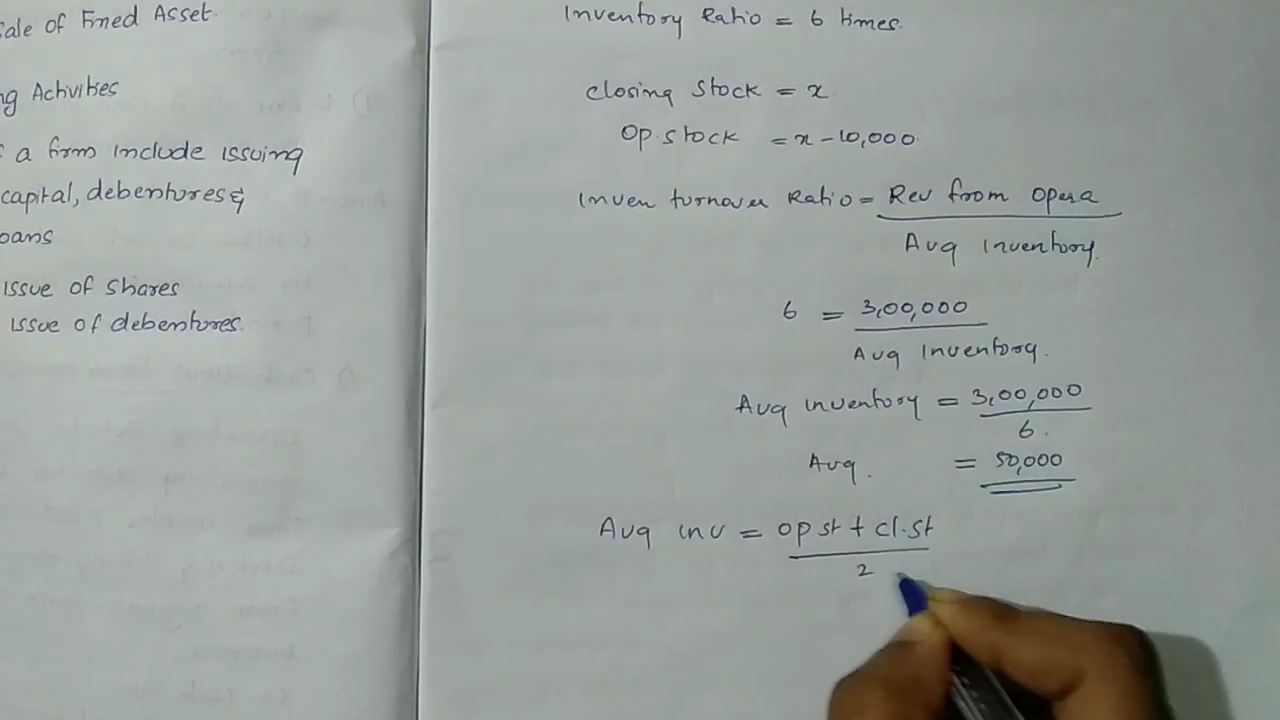 Sale of Fined Asset
ng Activities
a firm include issuing
capital, debentures &
oans
issue of shares
issue of debentures.
Inventory Ratio = 6 times.
closing stock = x
Op. stock = x - 10,000
Inven turnover Ratio = Rev from opera
Avg Inventory.
6 = 3,00,000
Avg Inventory.
Avg inventory = 3,00,000
6.
Avg. = 50,000
Avg inv = op st + cl. st
2